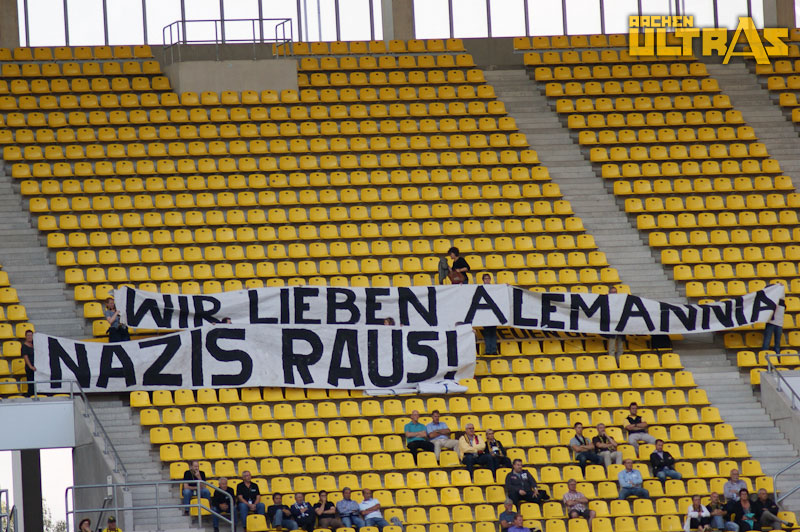 AACHEN
ULTRAS
WIR LIEBEN ALEMANNIA
NAZIS RAUS!